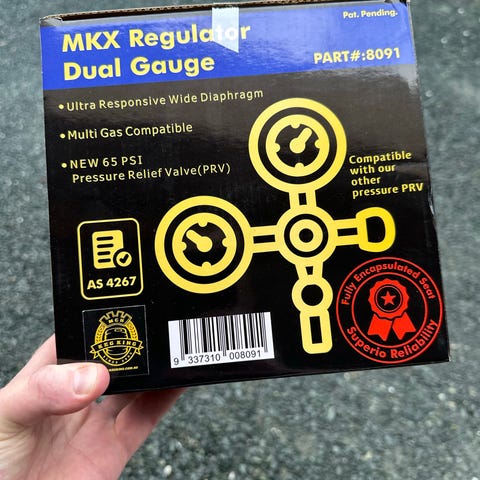 Pat. Pending.
MKX Regulator
Dual Gauge
PART#:8091
•Ultra Responsive Wide Diaphragm
•Multi Gas Compatible
•NEW 65 PSI
Pressure Relief Valve(PRV)
Compatible
with our
other
pressure PRV
AS 4267
KEG KING
Fully Encapsulated Seat
Superio Reliability
9 337310 008091